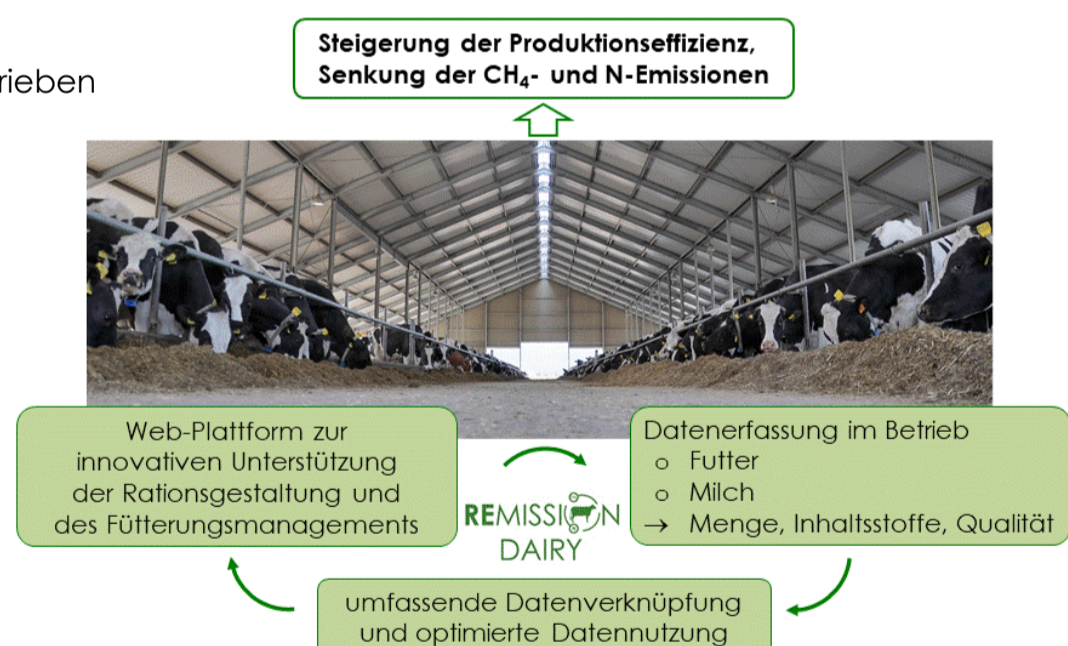 Steigerung der Produktionseffizienz,
Senkung der CH₄- und N-Emissionen
rieben
Web-Plattform zur
innovativen Unterstützung
der Rationsgestaltung und
des Fütterungsmanagements
Datenerfassung im Betrieb
o Futter
o Milch
→ Menge, Inhaltsstoffe, Qualität
REMISSION
DAIRY
umfassende Datenverknüpfung
und optimierte Datennutzung